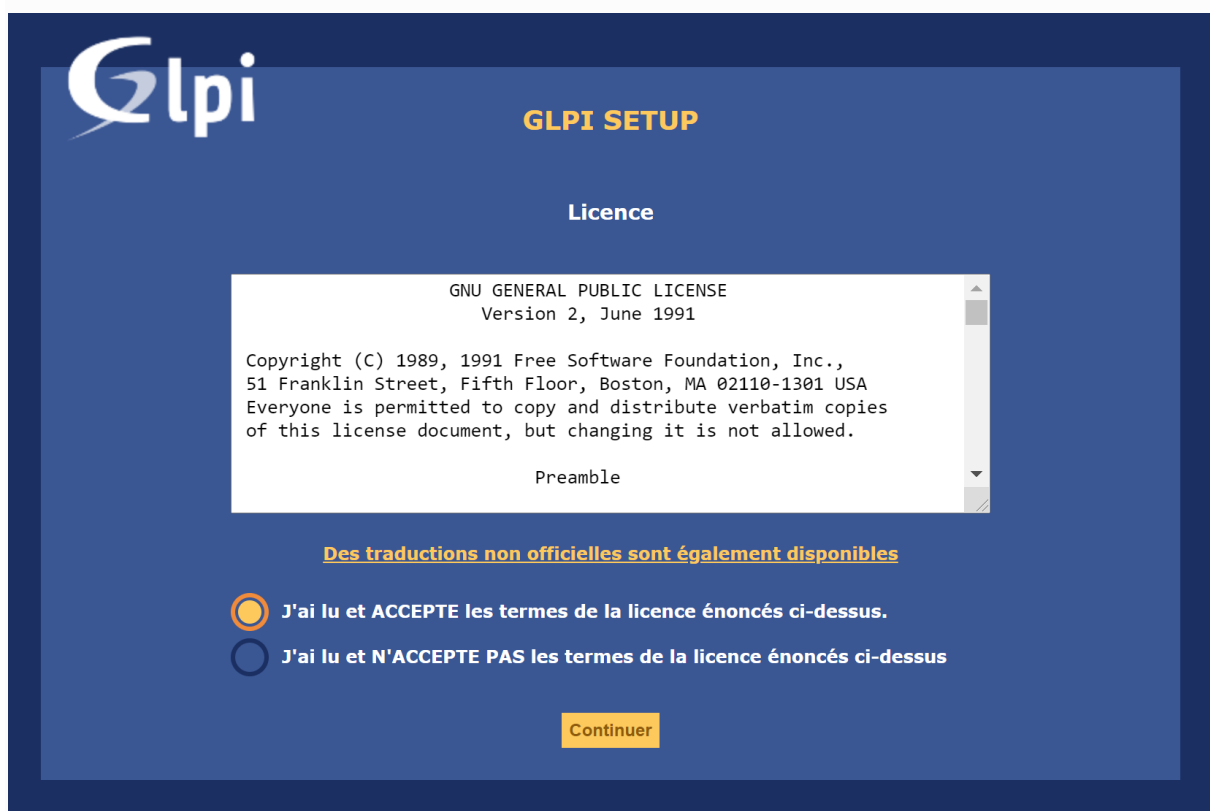 Glpi
GLPI SETUP
Licence
GNU GENERAL PUBLIC LICENSE
Version 2, June 1991
Copyright (C) 1989, 1991 Free Software Foundation, Inc.,
51 Franklin Street, Fifth Floor, Boston, MA 02110-1301 USA
Everyone is permitted to copy and distribute verbatim copies
of this license document, but changing it is not allowed.
Preamble
Des traductions non officielles sont également disponibles
J'ai lu et ACCEPTE les termes de la licence énoncés ci-dessus.
J'ai lu et N'ACCEPTE PAS les termes de la licence énoncés ci-dessus
Continuer